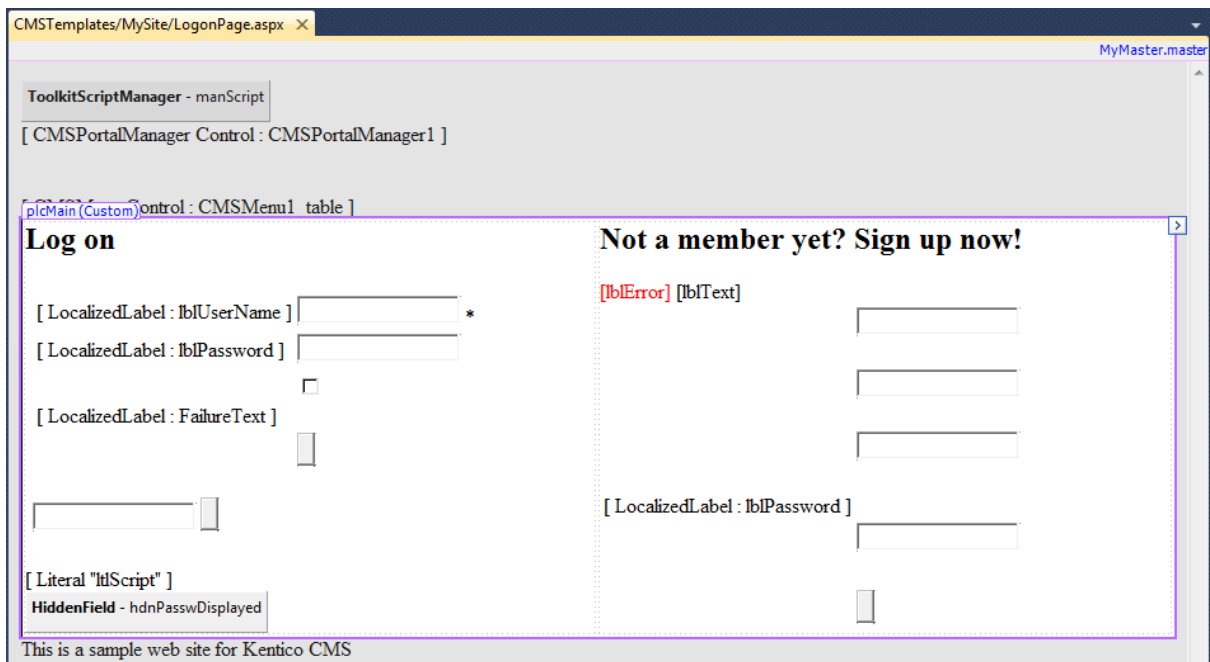 CMSTemplates/MySite/LogonPage.aspx
MyMaster.master
ToolkitScriptManager - manScript
[ CMSPortalManager Control : CMSPortalManager1 ]
Control : CMSMenu1_table ]
plcMain (Custom)
Log on
[ LocalizedLabel : lblUserName ] *
[ LocalizedLabel : lblPassword ]
[ LocalizedLabel : FailureText ]
[ Literal "ltlScript" ]
HiddenField - hdnPasswDisplayed
Not a member yet? Sign up now!
[lblError] [lblText]
[ LocalizedLabel : lblPassword ]
This is a sample web site for Kentico CMS